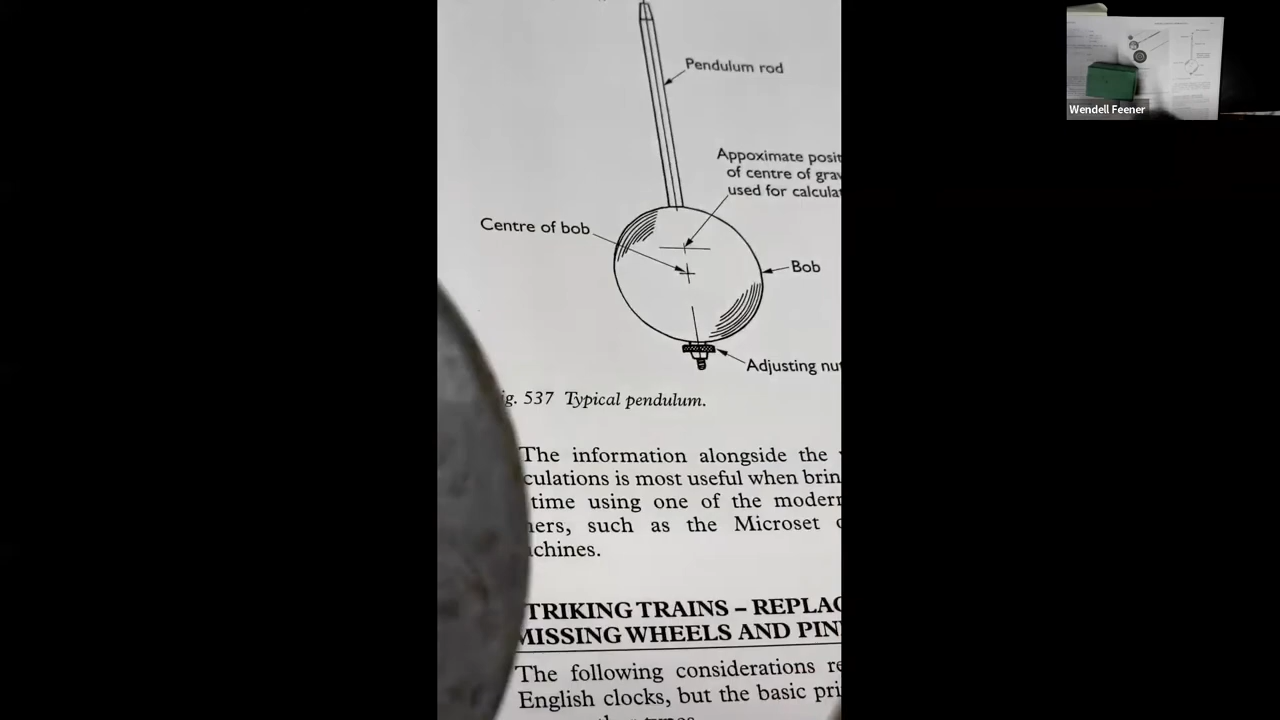 Pendulum rod
Appoximate posit
of centre of grav
used for calcula
Centre of bob
Bob
Adjusting nu
g. 537 Typical pendulum.
The information alongside the
culations is most useful when brin
time using one of the modern
ners, such as the Microset
chines.
TRIKING TRAINS – REPLAC
MISSING WHEELS AND PIN
The following considerations re
English clocks, but the basic pri
types
Wendell Feener